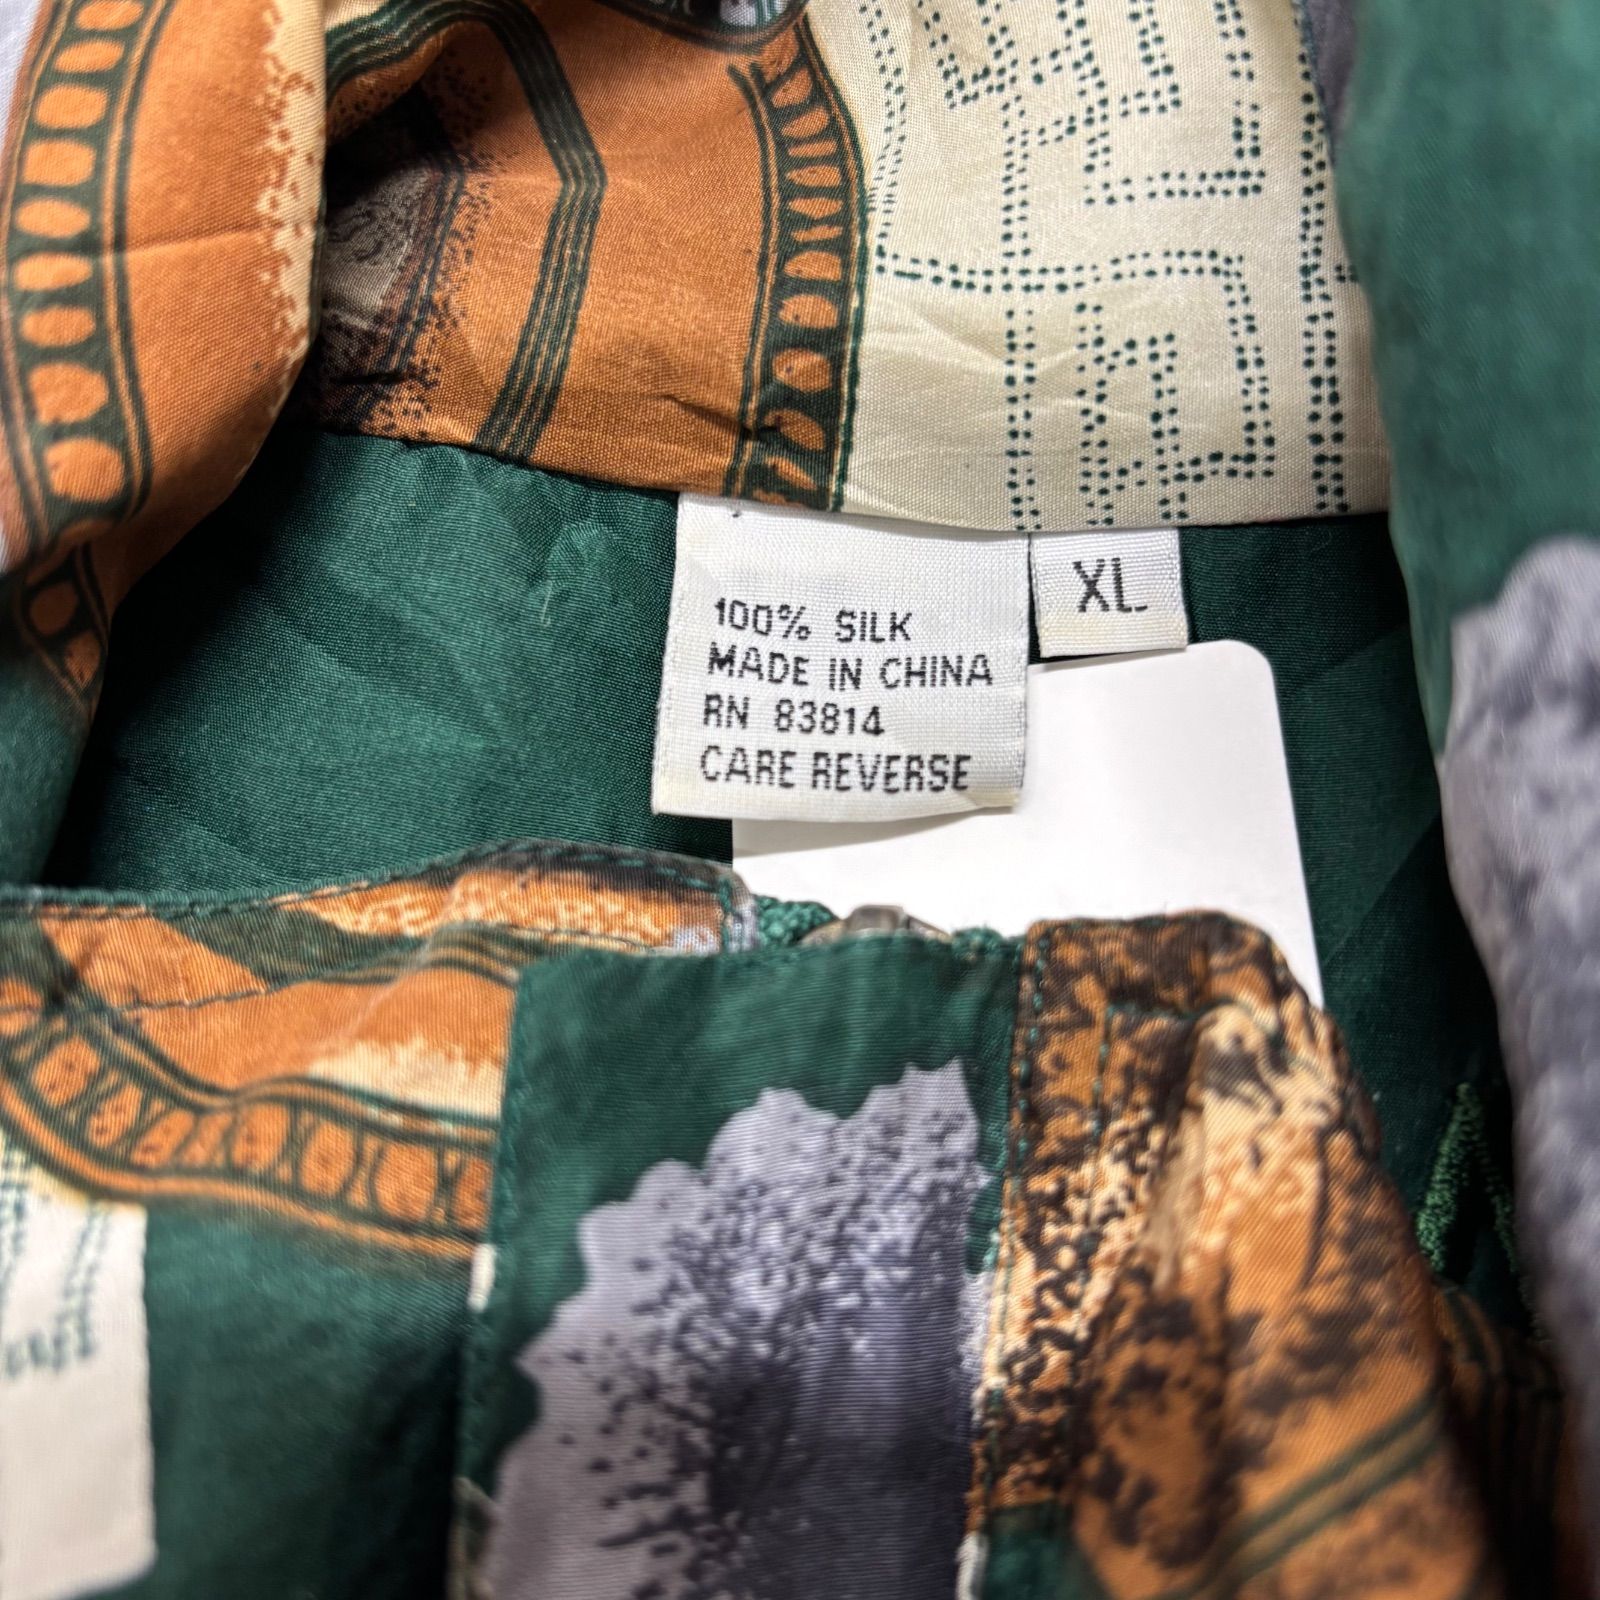 100% SILK
MADE IN CHINA
RN 83814
CARE REVERSE
XL